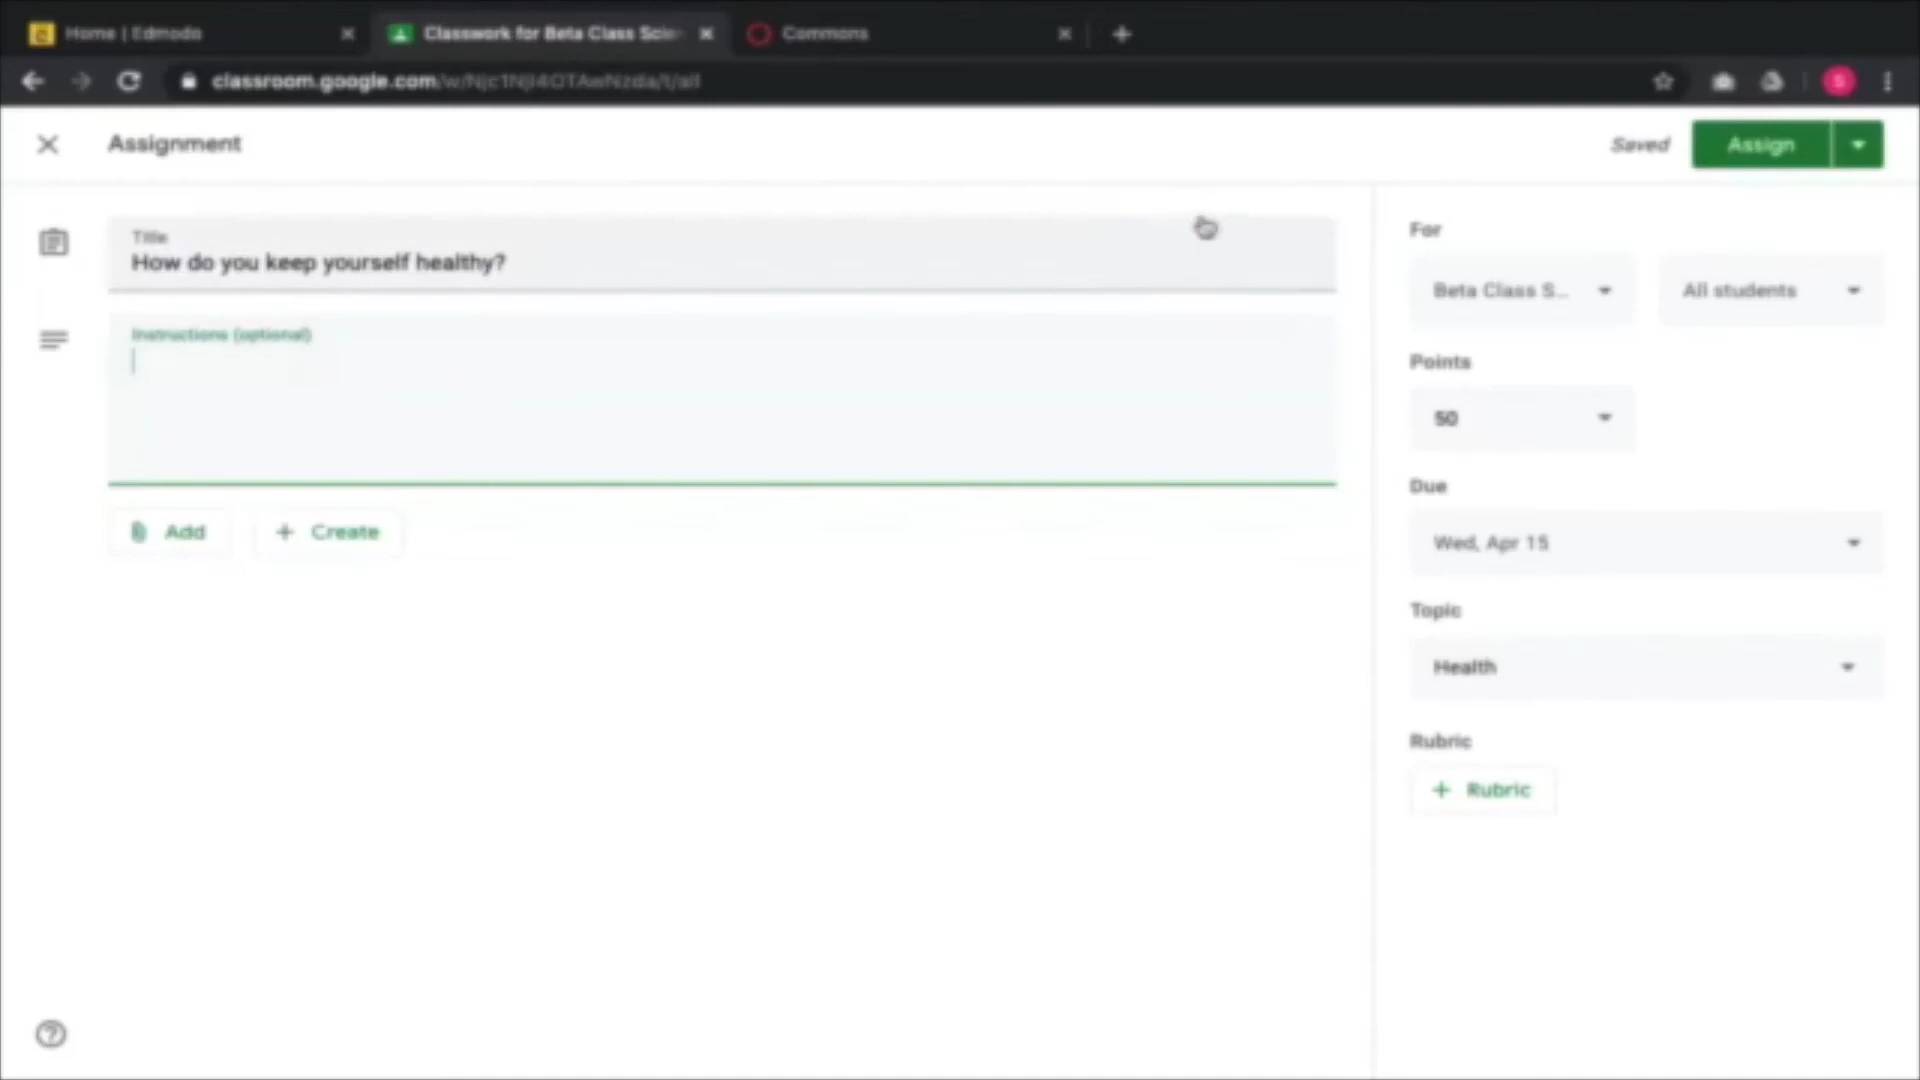 Home | Edmodo
Classwork for Beta Class Scien
Commons
classroom.google.com
Assignment
Saved
Assign
Title
How do you keep yourself healthy?
Instructions (optional)
Add
Create
For
Beta Class S...
All students
Points
50
Due
Wed, Apr 15
Topic
Health
Rubric
Rubric
S